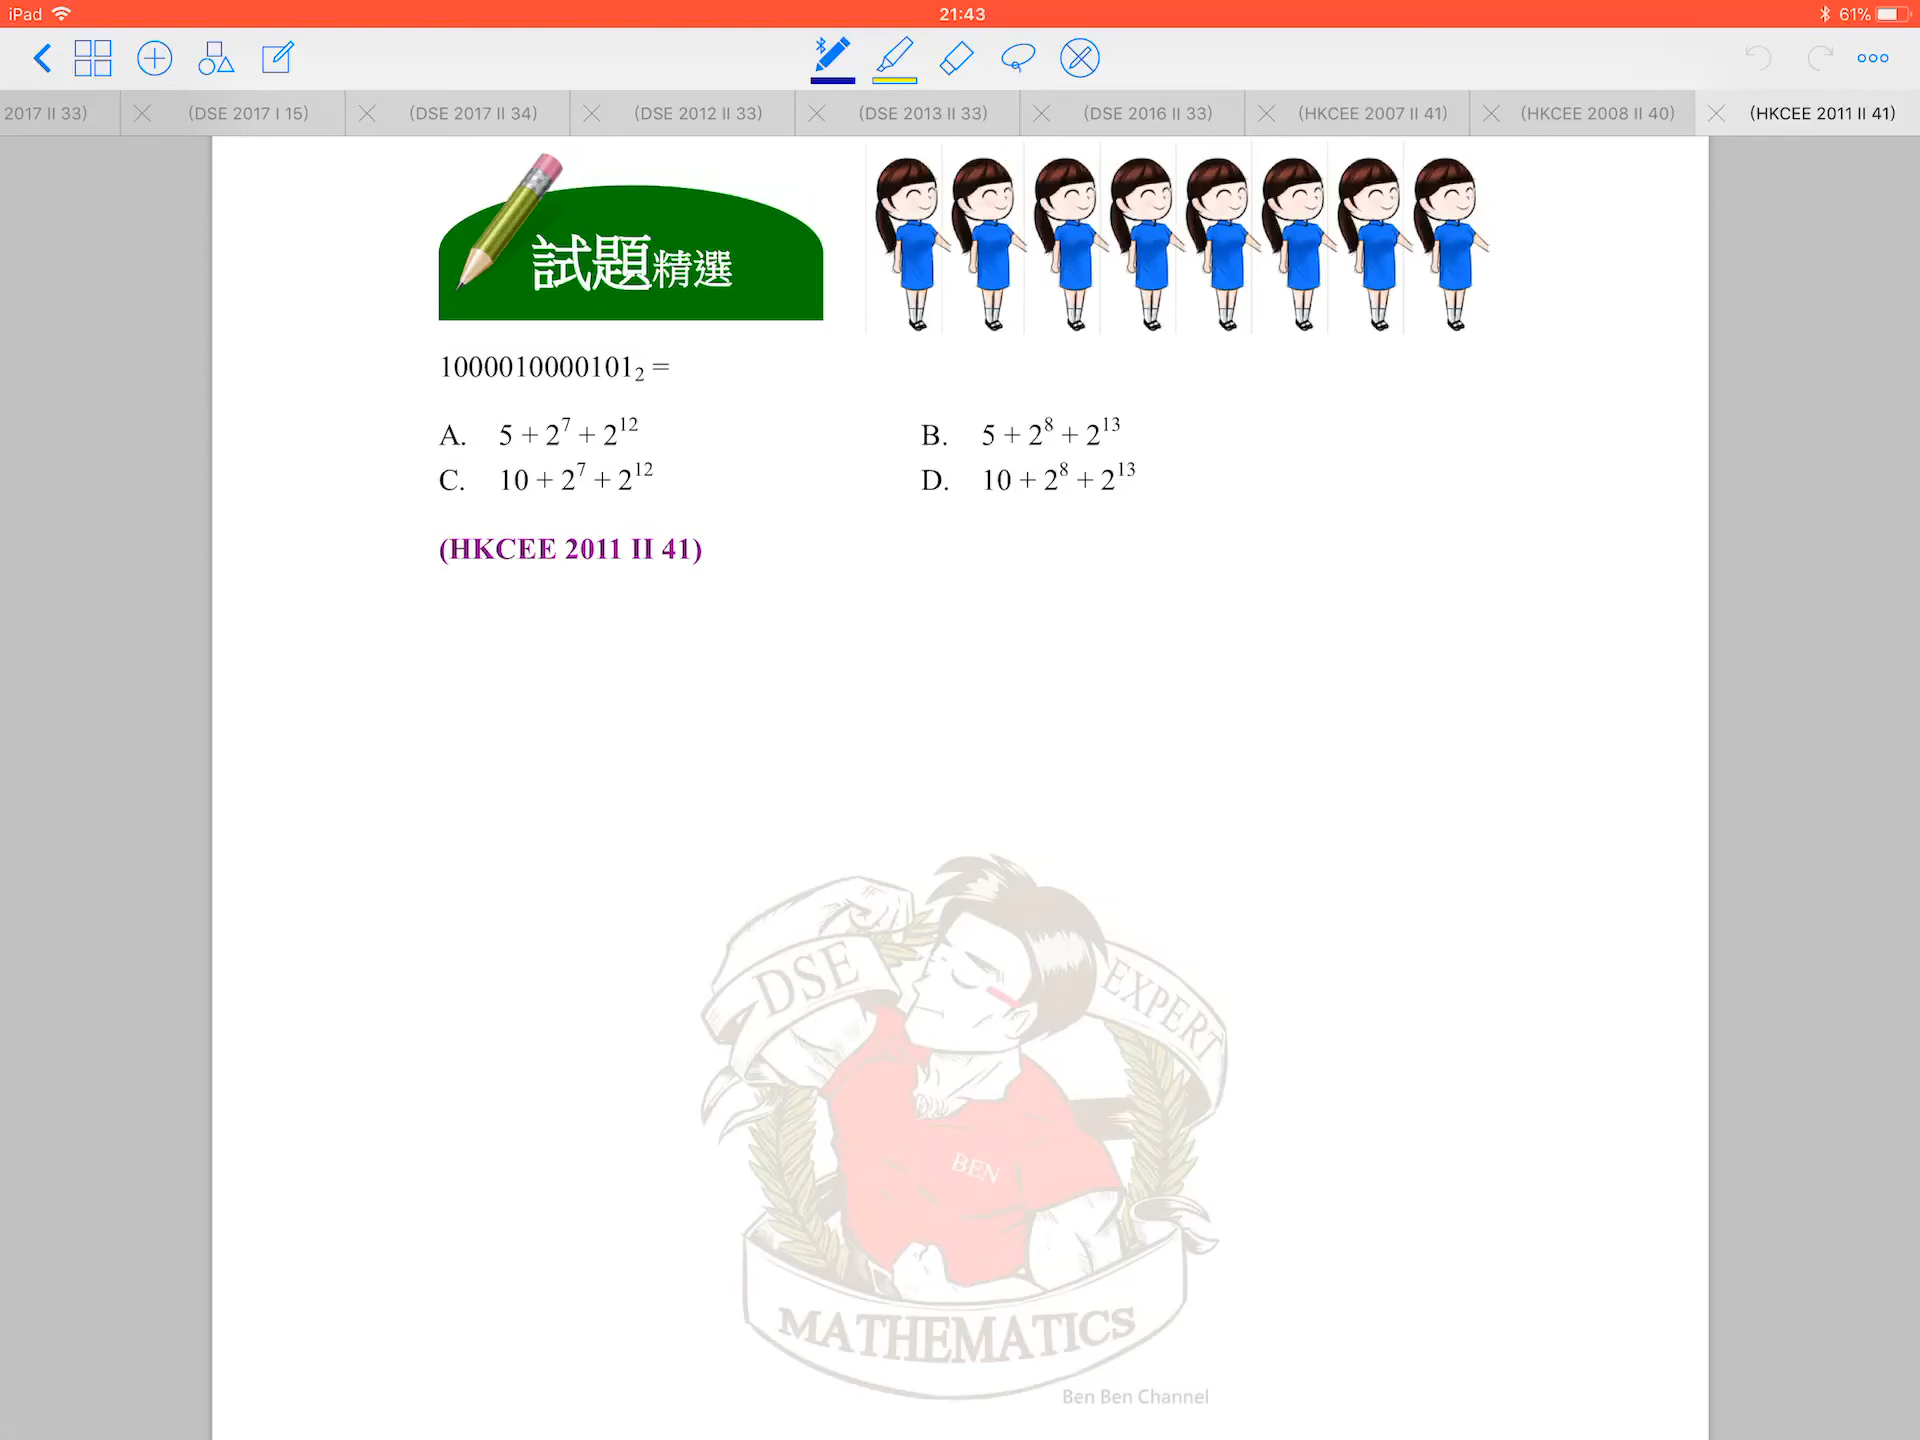 iPad 21:43 61%
2017 II 33) (DSE 2017 I 15) (DSE 2017 II 34) (DSE 2012 II 33) (DSE 2013 II 33) (DSE 2016 II 33) (HKCEE 2007 II 41) (HKCEE 2008 II 40) (HKCEE 2011 II 41)
試題精選
1000010000101₂ =
A. 5 + 2⁷ + 2¹² B. 5 + 2⁸ + 2¹³
C. 10 + 2⁷ + 2¹² D. 10 + 2⁸ + 2¹³
(HKCEE 2011 II 41)
DSE EXPERT
BEN
MATHEMATICS
Ben Ben Channel